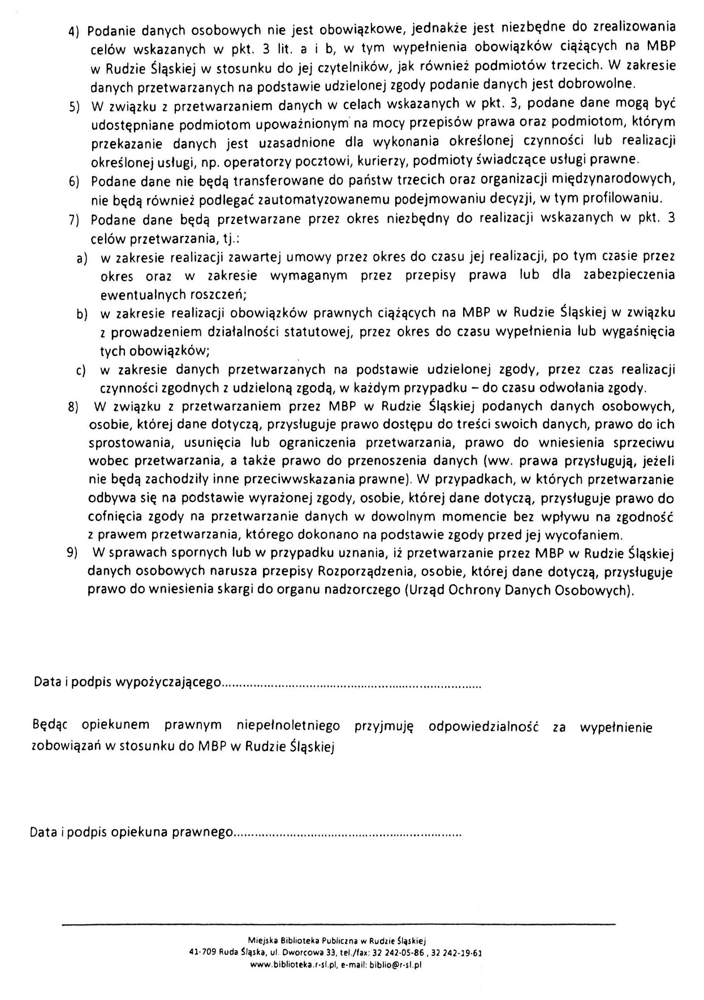 4) Podanie danych osobowych nie jest obowiązkowe, jednakże jest niezbędne do zrealizowania
celów wskazanych w pkt. 3 lit. a i b, w tym wypełnienia obowiązków ciążących na MBP
w Rudzie Śląskiej w stosunku do jej czytelników, jak również podmiotów trzecich. W zakresie
danych przetwarzanych na podstawie udzielonej zgody podanie danych jest dobrowolne.
5) W związku z przetwarzaniem danych w celach wskazanych w pkt. 3, podane dane mogą być
udostępniane podmiotom upoważnionym na mocy przepisów prawa oraz podmiotom, którym
przekazanie danych jest uzasadnione dla wykonania określonej czynności lub realizacji
określonej usługi, np. operatorzy pocztowi, kurierzy, podmioty świadczące usługi prawne.
6) Podane dane nie będą transferowane do państw trzecich oraz organizacji międzynarodowych,
nie będą również podlegać zautomatyzowanemu podejmowaniu decyzji, w tym profilowaniu.
7) Podane dane będą przetwarzane przez okres niezbędny do realizacji wskazanych w pkt. 3
celów przetwarzania, tj.:
a) w zakresie realizacji zawartej umowy przez okres do czasu jej realizacji, po tym czasie przez
okres oraz w zakresie wymaganym przez przepisy prawa lub dla zabezpieczenia
ewentualnych roszczeń;
b) w zakresie realizacji obowiązków prawnych ciążących na MBP w Rudzie Śląskiej w związku
z prowadzeniem działalności statutowej, przez okres do czasu wypełnienia lub wygaśnięcia
tych obowiązków;
c) w zakresie danych przetwarzanych na podstawie udzielonej zgody, przez czas realizacji
czynności zgodnych z udzieloną zgodą, w każdym przypadku – do czasu odwołania zgody.
8) W związku z przetwarzaniem przez MBP w Rudzie Śląskiej podanych danych osobowych,
osobie, której dane dotyczą, przysługuje prawo dostępu do treści swoich danych, prawo do ich
sprostowania, usunięcia lub ograniczenia przetwarzania, prawo do wniesienia sprzeciwu
wobec przetwarzania, a także prawo do przenoszenia danych (ww. prawa przysługują, jeżeli
nie będą zachodziły inne przeciwwskazania prawne). W przypadkach, w których przetwarzanie
odbywa się na podstawie wyrażonej zgody, osobie, której dane dotyczą, przysługuje prawo do
cofnięcia zgody na przetwarzanie danych w dowolnym momencie bez wpływu na zgodność
z prawem przetwarzania, którego dokonano na podstawie zgody przed jej wycofaniem.
9) W sprawach spornych lub w przypadku uznania, iż przetwarzanie przez MBP w Rudzie Śląskiej
danych osobowych narusza przepisy Rozporządzenia, osobie, której dane dotyczą, przysługuje
prawo do wniesienia skargi do organu nadzorczego (Urząd Ochrony Danych Osobowych).
Data i podpis wypożyczającego............................................................................
Będąc opiekunem prawnym niepełnoletniego przyjmuję odpowiedzialność za wypełnienie
zobowiązań w stosunku do MBP w Rudzie Śląskiej
Data i podpis opiekuna prawnego...................................................................
Miejska Biblioteka Publiczna w Rudzie Śląskiej
41-709 Ruda Śląska, ul. Dworcowa 33, tel./fax: 32 242-05-86 , 32 242-19-61
www.biblioteka.r-sl.pl, e-mail: biblio@r-sl.pl